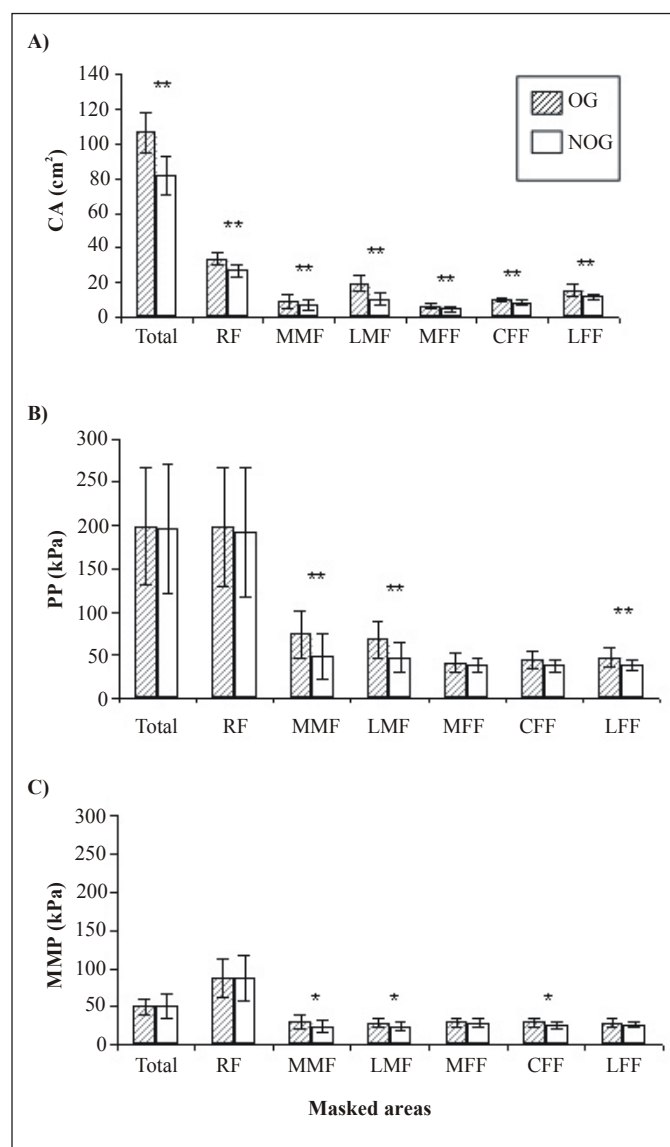 A)
CA (cm²)
140
120
100
80
60
40
20
0
**
**
**
**
**
**
**
OG
NOG
Total RF MMF LMF MFF CFF LFF
B)
PP (kPa)
300
250
200
150
100
50
0
**
**
**
Total RF MMF LMF MFF CFF LFF
C)
MMP (kPa)
300
250
200
150
100
50
0
*
*
*
Total RF MMF LMF MFF CFF LFF
Masked areas